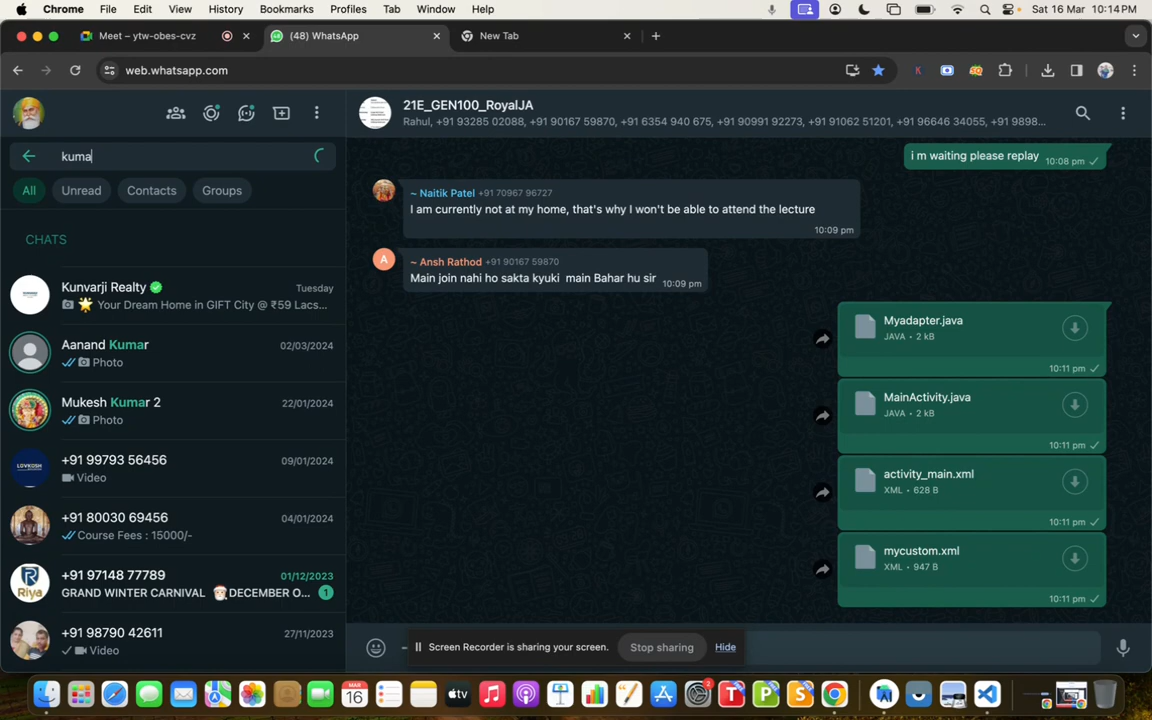 Chrome File Edit View History Bookmarks Profiles Tab Window Help
Sat 16 Mar 10:14PM
Meet – ytw-obes-cvz
(48) WhatsApp
New Tab
web.whatsapp.com
K
kuma
All Unread Contacts Groups
CHATS
Kunvarji Realty Tuesday
🌟 Your Dream Home in GIFT City @ ₹59 Lacs...
Aanand Kumar 02/03/2024
Photo
Mukesh Kumar 2 22/01/2024
Photo
+91 99793 56456 09/01/2024
Video
+91 80030 69456 04/01/2024
Course Fees : 15000/-
Riya
+91 97148 77789 01/12/2023
GRAND WINTER CARNIVAL 🎅DECEMBER O... 1
+91 98790 42611 27/11/2023
Video
21E_GEN100_RoyalJA
Rahul, +91 93285 02088, +91 90167 59870, +91 6354 940 675, +91 90991 92273, +91 91062 51201, +91 96646 34055, +91 9898...
i m waiting please replay 10:08 pm
~ Naitik Patel +91 70967 96727
I am currently not at my home, that's why I won't be able to attend the lecture
10:09 pm
A
~ Ansh Rathod +91 90167 59870
Main join nahi ho sakta kyuki main Bahar hu sir 10:09 pm
Myadapter.java
JAVA • 2 kB
10:11 pm
MainActivity.java
JAVA • 2 kB
10:11 pm
activity_main.xml
XML • 628 B
10:11 pm
mycustom.xml
XML • 947 B
10:11 pm
Screen Recorder is sharing your screen. Stop sharing Hide
MAR
16
tv
2
T P S